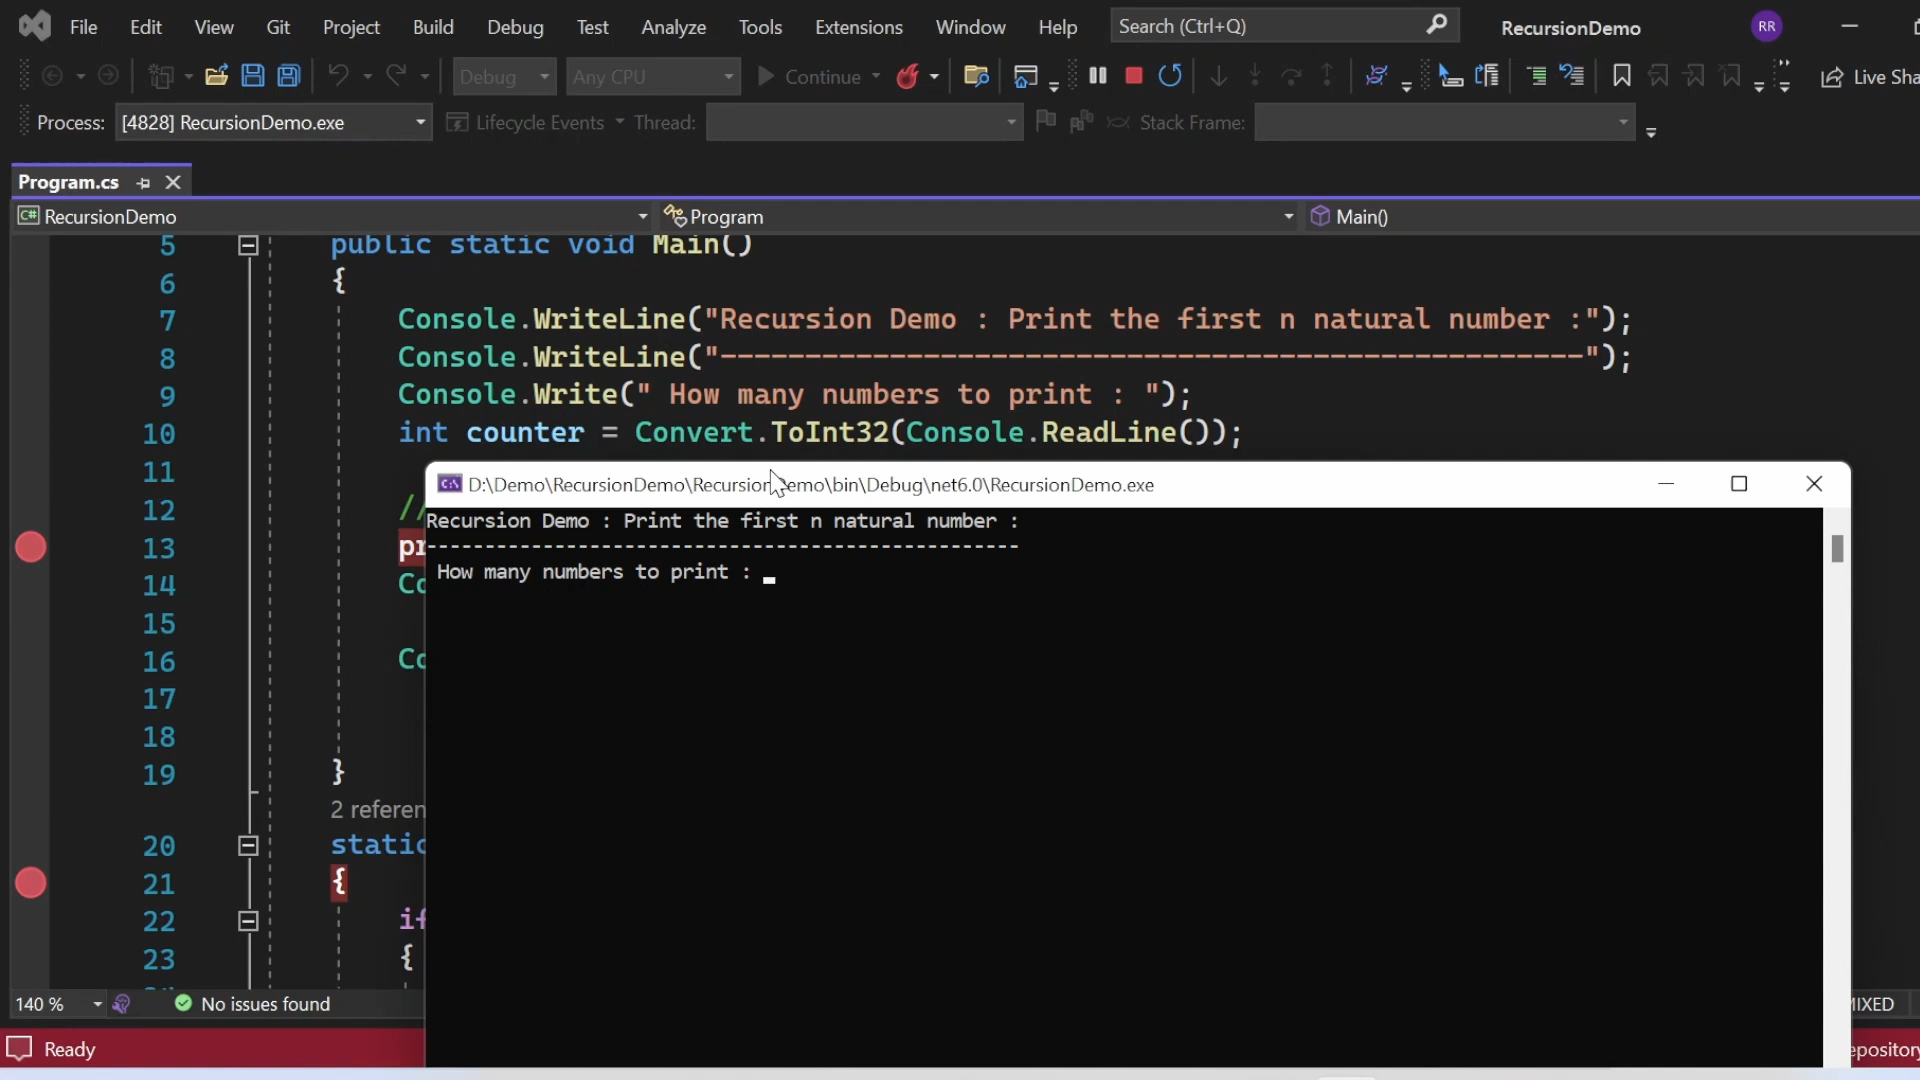 File Edit View Git Project Build Debug Test Analyze Tools Extensions Window Help Search (Ctrl+Q) RecursionDemo RR
Debug Any CPU Continue Live Sha
Process: [4828] RecursionDemo.exe Lifecycle Events Thread: Stack Frame:
Program.cs
C# RecursionDemo Program Main()
5 public static void Main()
6 {
7 Console.WriteLine("Recursion Demo : Print the first n natural number :");
8 Console.WriteLine("---------------------------------------------------");
9 Console.Write(" How many numbers to print : ");
10 int counter = Convert.ToInt32(Console.ReadLine());
11
D:\Demo\RecursionDemo\RecursionDemo\bin\Debug\net6.0\RecursionDemo.exe
12 //
Recursion Demo : Print the first n natural number :
13 pr
---------------------------------------------------
How many numbers to print :
14 Co
15
16 Co
17
18
19 }
2 referen
20 static
21 {
22 if
23 {
140 % No issues found MIXED
Ready epository